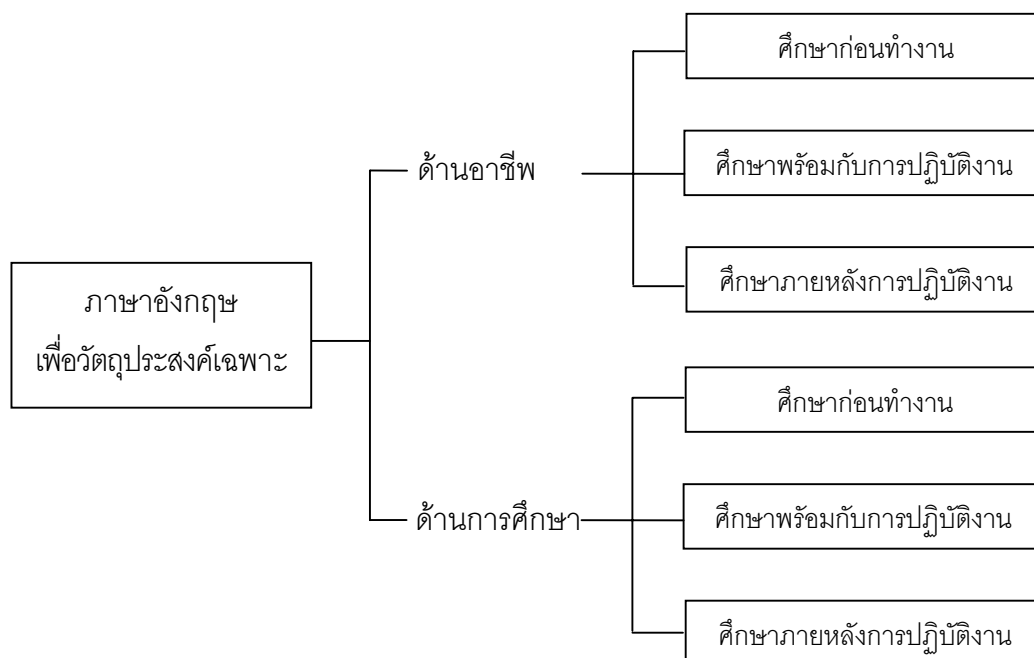 ศึกษาก่อนทำงาน
ด้านอาชีพ
ศึกษาพร้อมกับการปฏิบัติงาน
ศึกษาภายหลังการปฏิบัติงาน
ภาษาอังกฤษ
เพื่อวัตถุประสงค์เฉพาะ
ศึกษาก่อนทำงาน
ด้านการศึกษา
ศึกษาพร้อมกับการปฏิบัติงาน
ศึกษาภายหลังการปฏิบัติงาน